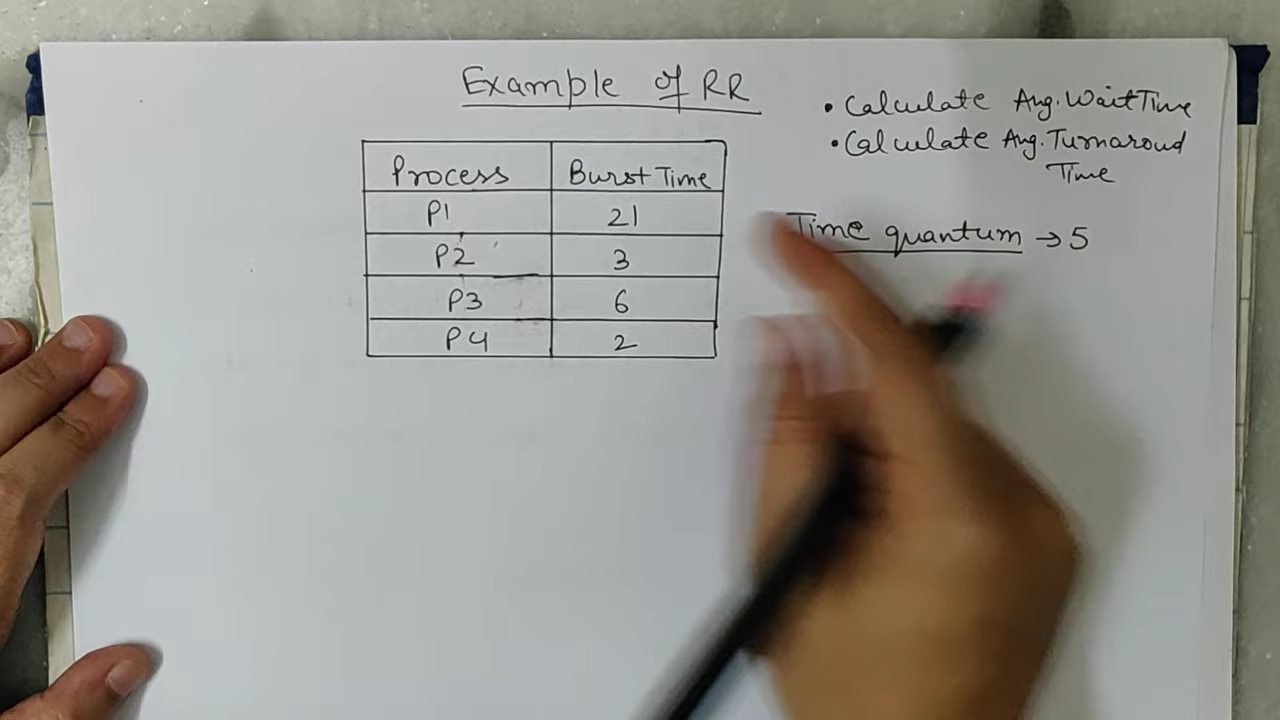 Example of RR
• Calculate Avg. Wait Time
• Calculate Avg. Turnaroud
Time
Process Burst Time
P1 21
P2 3
P3 6
P4 2
Time quantum → 5